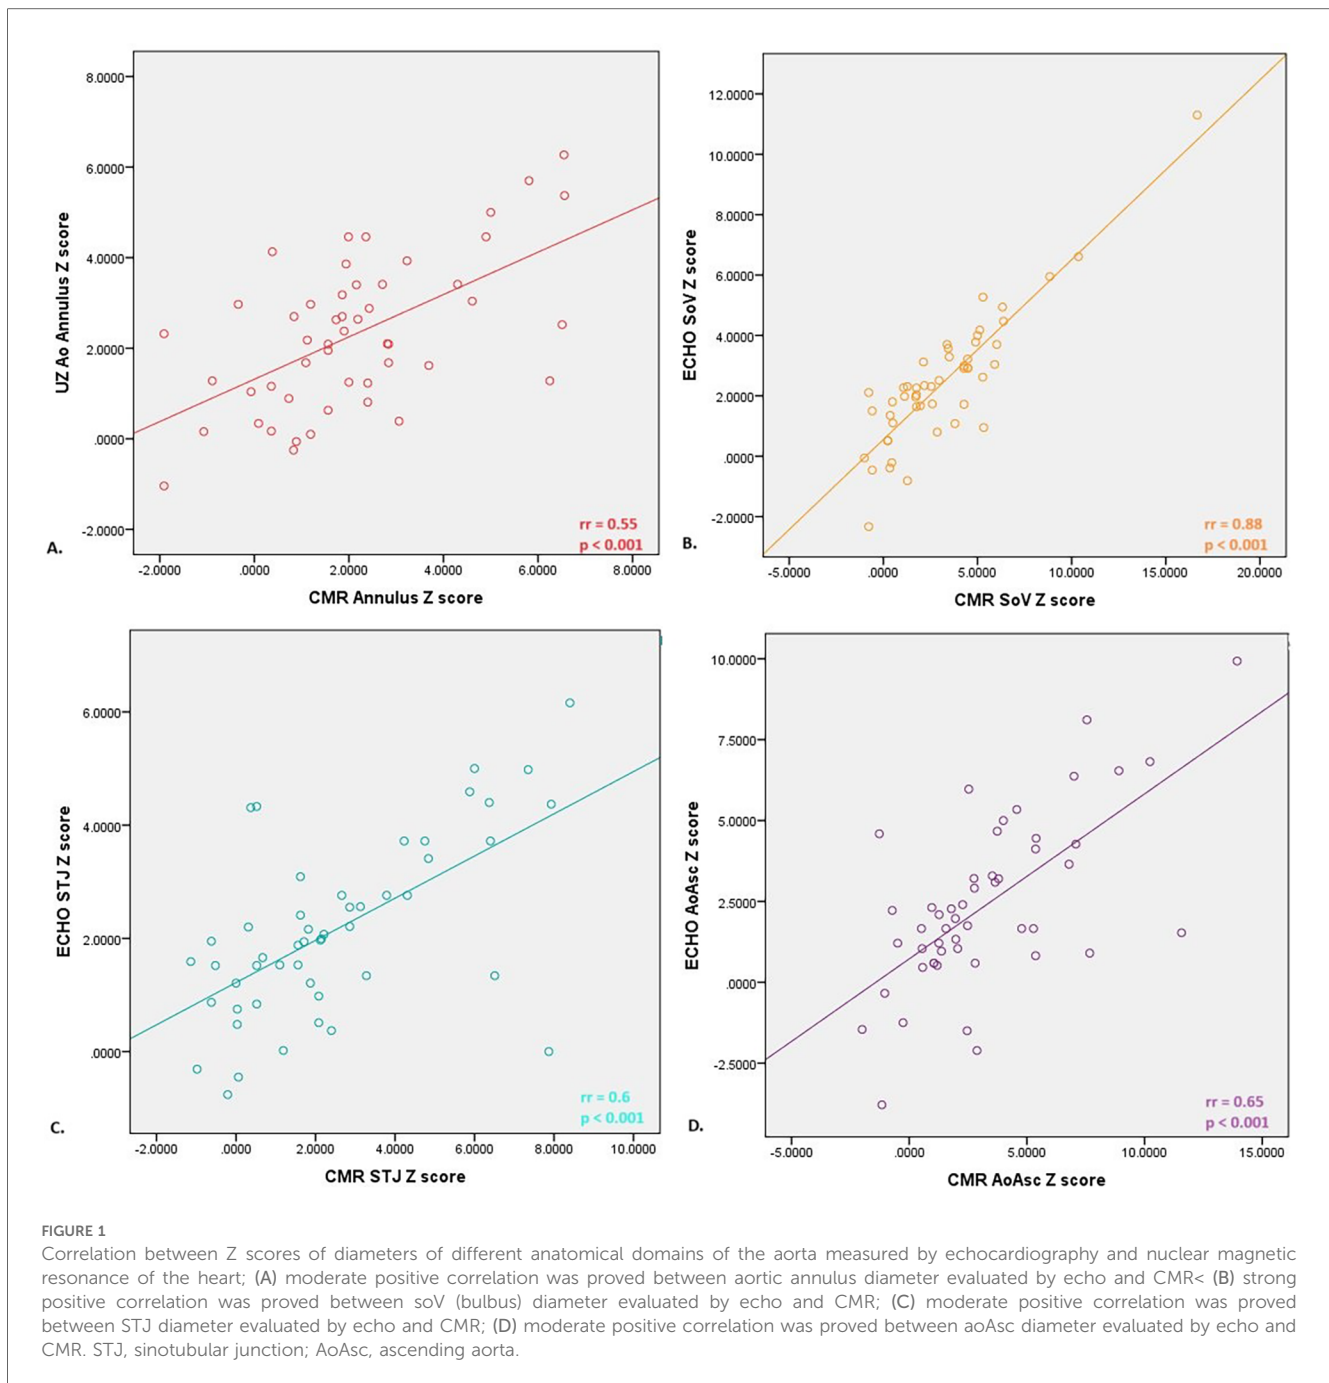 8.0000
6.0000
4.0000
2.0000
.0000
-2.0000
UZ Ao Annulus Z score
rr = 0.55
p < 0.001
A.
-2.0000 .0000 2.0000 4.0000 6.0000 8.0000
CMR Annulus Z score
12.0000
10.0000
8.0000
6.0000
4.0000
2.0000
.0000
-2.0000
ECHO SoV Z score
rr = 0.88
p < 0.001
B.
-5.0000 .0000 5.0000 10.0000 15.0000 20.0000
CMR SoV Z score
6.0000
4.0000
2.0000
.0000
ECHO STJ Z score
rr = 0.6
p < 0.001
C.
-2.0000 .0000 2.0000 4.0000 6.0000 8.0000 10.0000
CMR STJ Z score
10.0000
7.5000
5.0000
2.5000
.0000
-2.5000
ECHO AoAsc Z score
rr = 0.65
p < 0.001
D.
-5.0000 .0000 5.0000 10.0000 15.0000
CMR AoAsc Z score
FIGURE 1
Correlation between Z scores of diameters of different anatomical domains of the aorta measured by echocardiography and nuclear magnetic
resonance of the heart; (A) moderate positive correlation was proved between aortic annulus diameter evaluated by echo and CMR< (B) strong
positive correlation was proved between soV (bulbus) diameter evaluated by echo and CMR; (C) moderate positive correlation was proved
between STJ diameter evaluated by echo and CMR; (D) moderate positive correlation was proved between aoAsc diameter evaluated by echo and
CMR. STJ, sinotubular junction; AoAsc, ascending aorta.